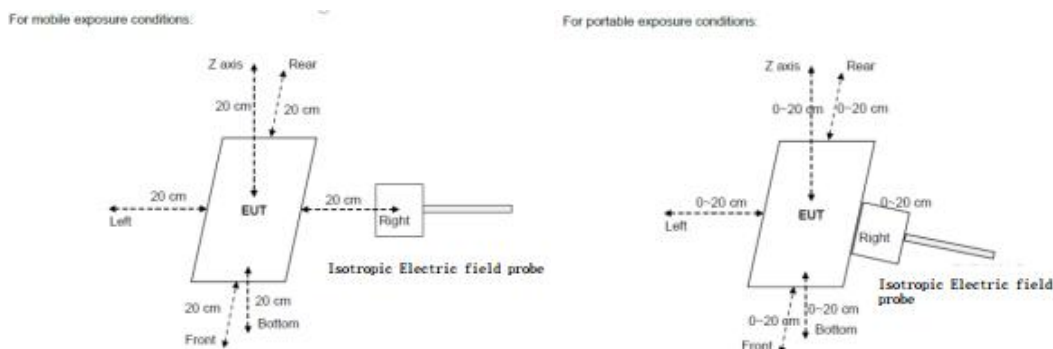 For mobile exposure conditions:
Z axis
Rear
20 cm
20 cm
20 cm
20 cm
Left
EUT
Right
Isotropic Electric field probe
20 cm
20 cm
Bottom
Front
For portable exposure conditions:
Z axis
Rear
0~20 cm
0~20 cm
0~20 cm
0~20 cm
Left
EUT
Right
Isotropic Electric field
probe
0~20 cm
0~20 cm
Bottom
Front